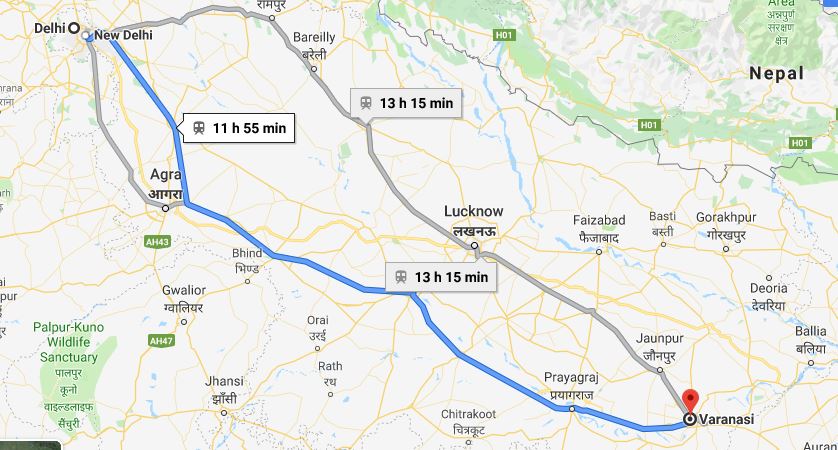 रामपुर
Delhi
New Delhi
Bareilly
बरेली
H01
Nepal
13 h 15 min
11 h 55 min
H01
H01
Agra
आगरा
Lucknow
लखनऊ
Faizabad
फैजाबाद
Basti
बस्ती
Gorakhpur
गोरखपुर
AH43
Bhind
भिण्ड
13 h 15 min
Gwalior
ग्वालियर
Deoria
देवरिया
Palpur-Kuno
Wildlife
Sanctuary
पालपुर
कूनो
वाइल्डलाइफ
सैंचुरी
Orai
उरई
AH47
Rath
रथ
Jaunpur
जौनपुर
Ballia
बलिया
Jhansi
झाँसी
Prayagraj
प्रयागराज
Chitrakoot
चित्रकूट
Varanasi
Area
अन्नपूर्ण
संरक्षण
क्षेत्र